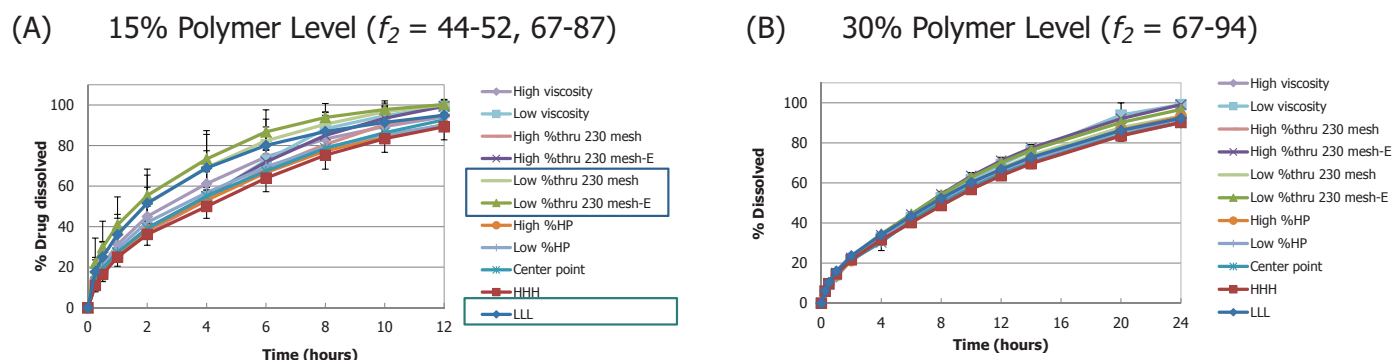 (A) 15% Polymer Level (f2 = 44-52, 67-87)
% Drug dissolved
100
80
60
40
20
0
0 2 4 6 8 10 12
Time (hours)
High viscosity
Low viscosity
High %thru 230 mesh
High %thru 230 mesh-E
Low %thru 230 mesh
Low %thru 230 mesh-E
High %HP
Low %HP
Center point
HHH
LLL
(B) 30% Polymer Level (f2 = 67-94)
% Dissolved
100
80
60
40
20
0
0 4 8 12 16 20 24
Time (hours)
High viscosity
Low viscosity
High %thru 230 mesh
High %thru 230 mesh-E
Low %thru 230 mesh
Low %thru 230 mesh-E
High %HP
Low %HP
Center point
HHH
LLL